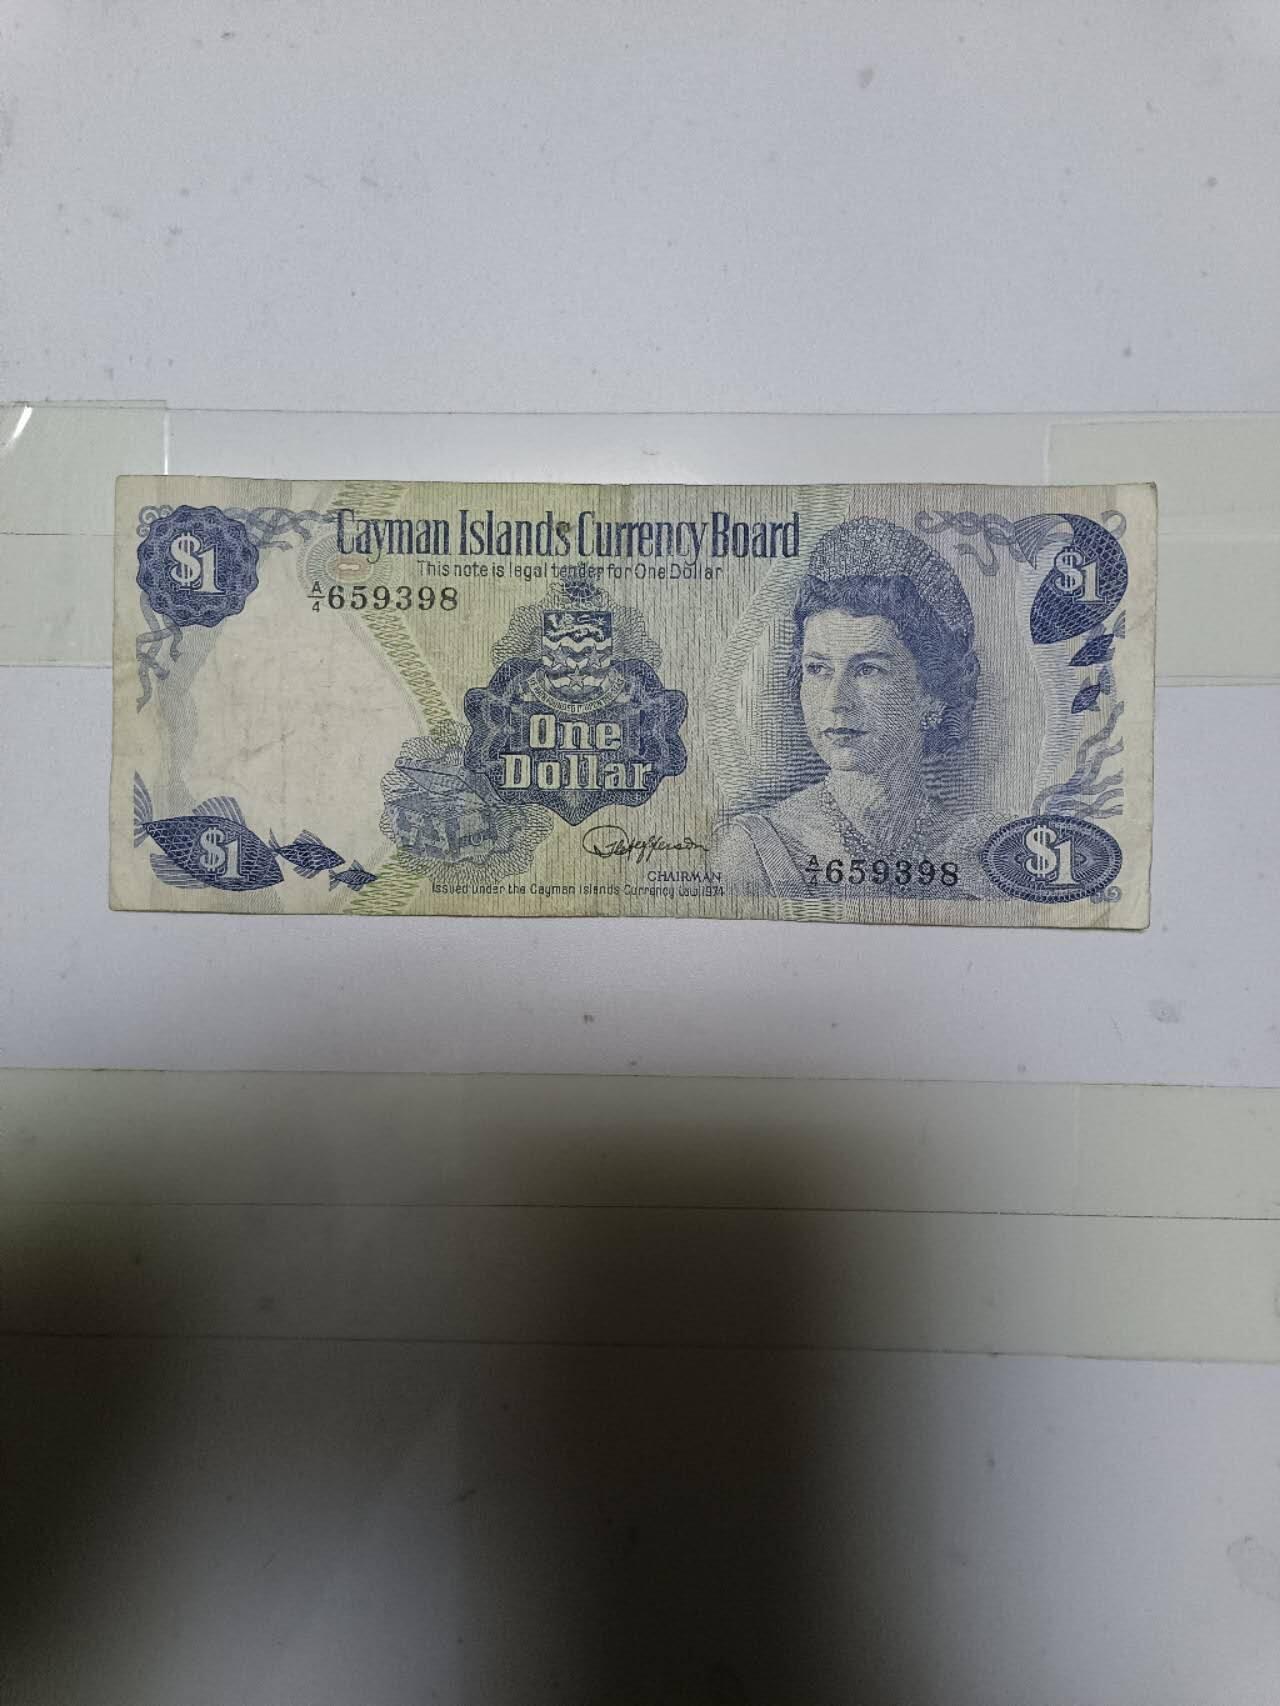 $1
Cayman Islands Currency Board
$1
This note is legal tender for One Dollar
A/4 659398
One
Dollar
CHAIRMAN
A/4 659398
$1
$1
Issued under the Cayman Islands Currency Law 1974